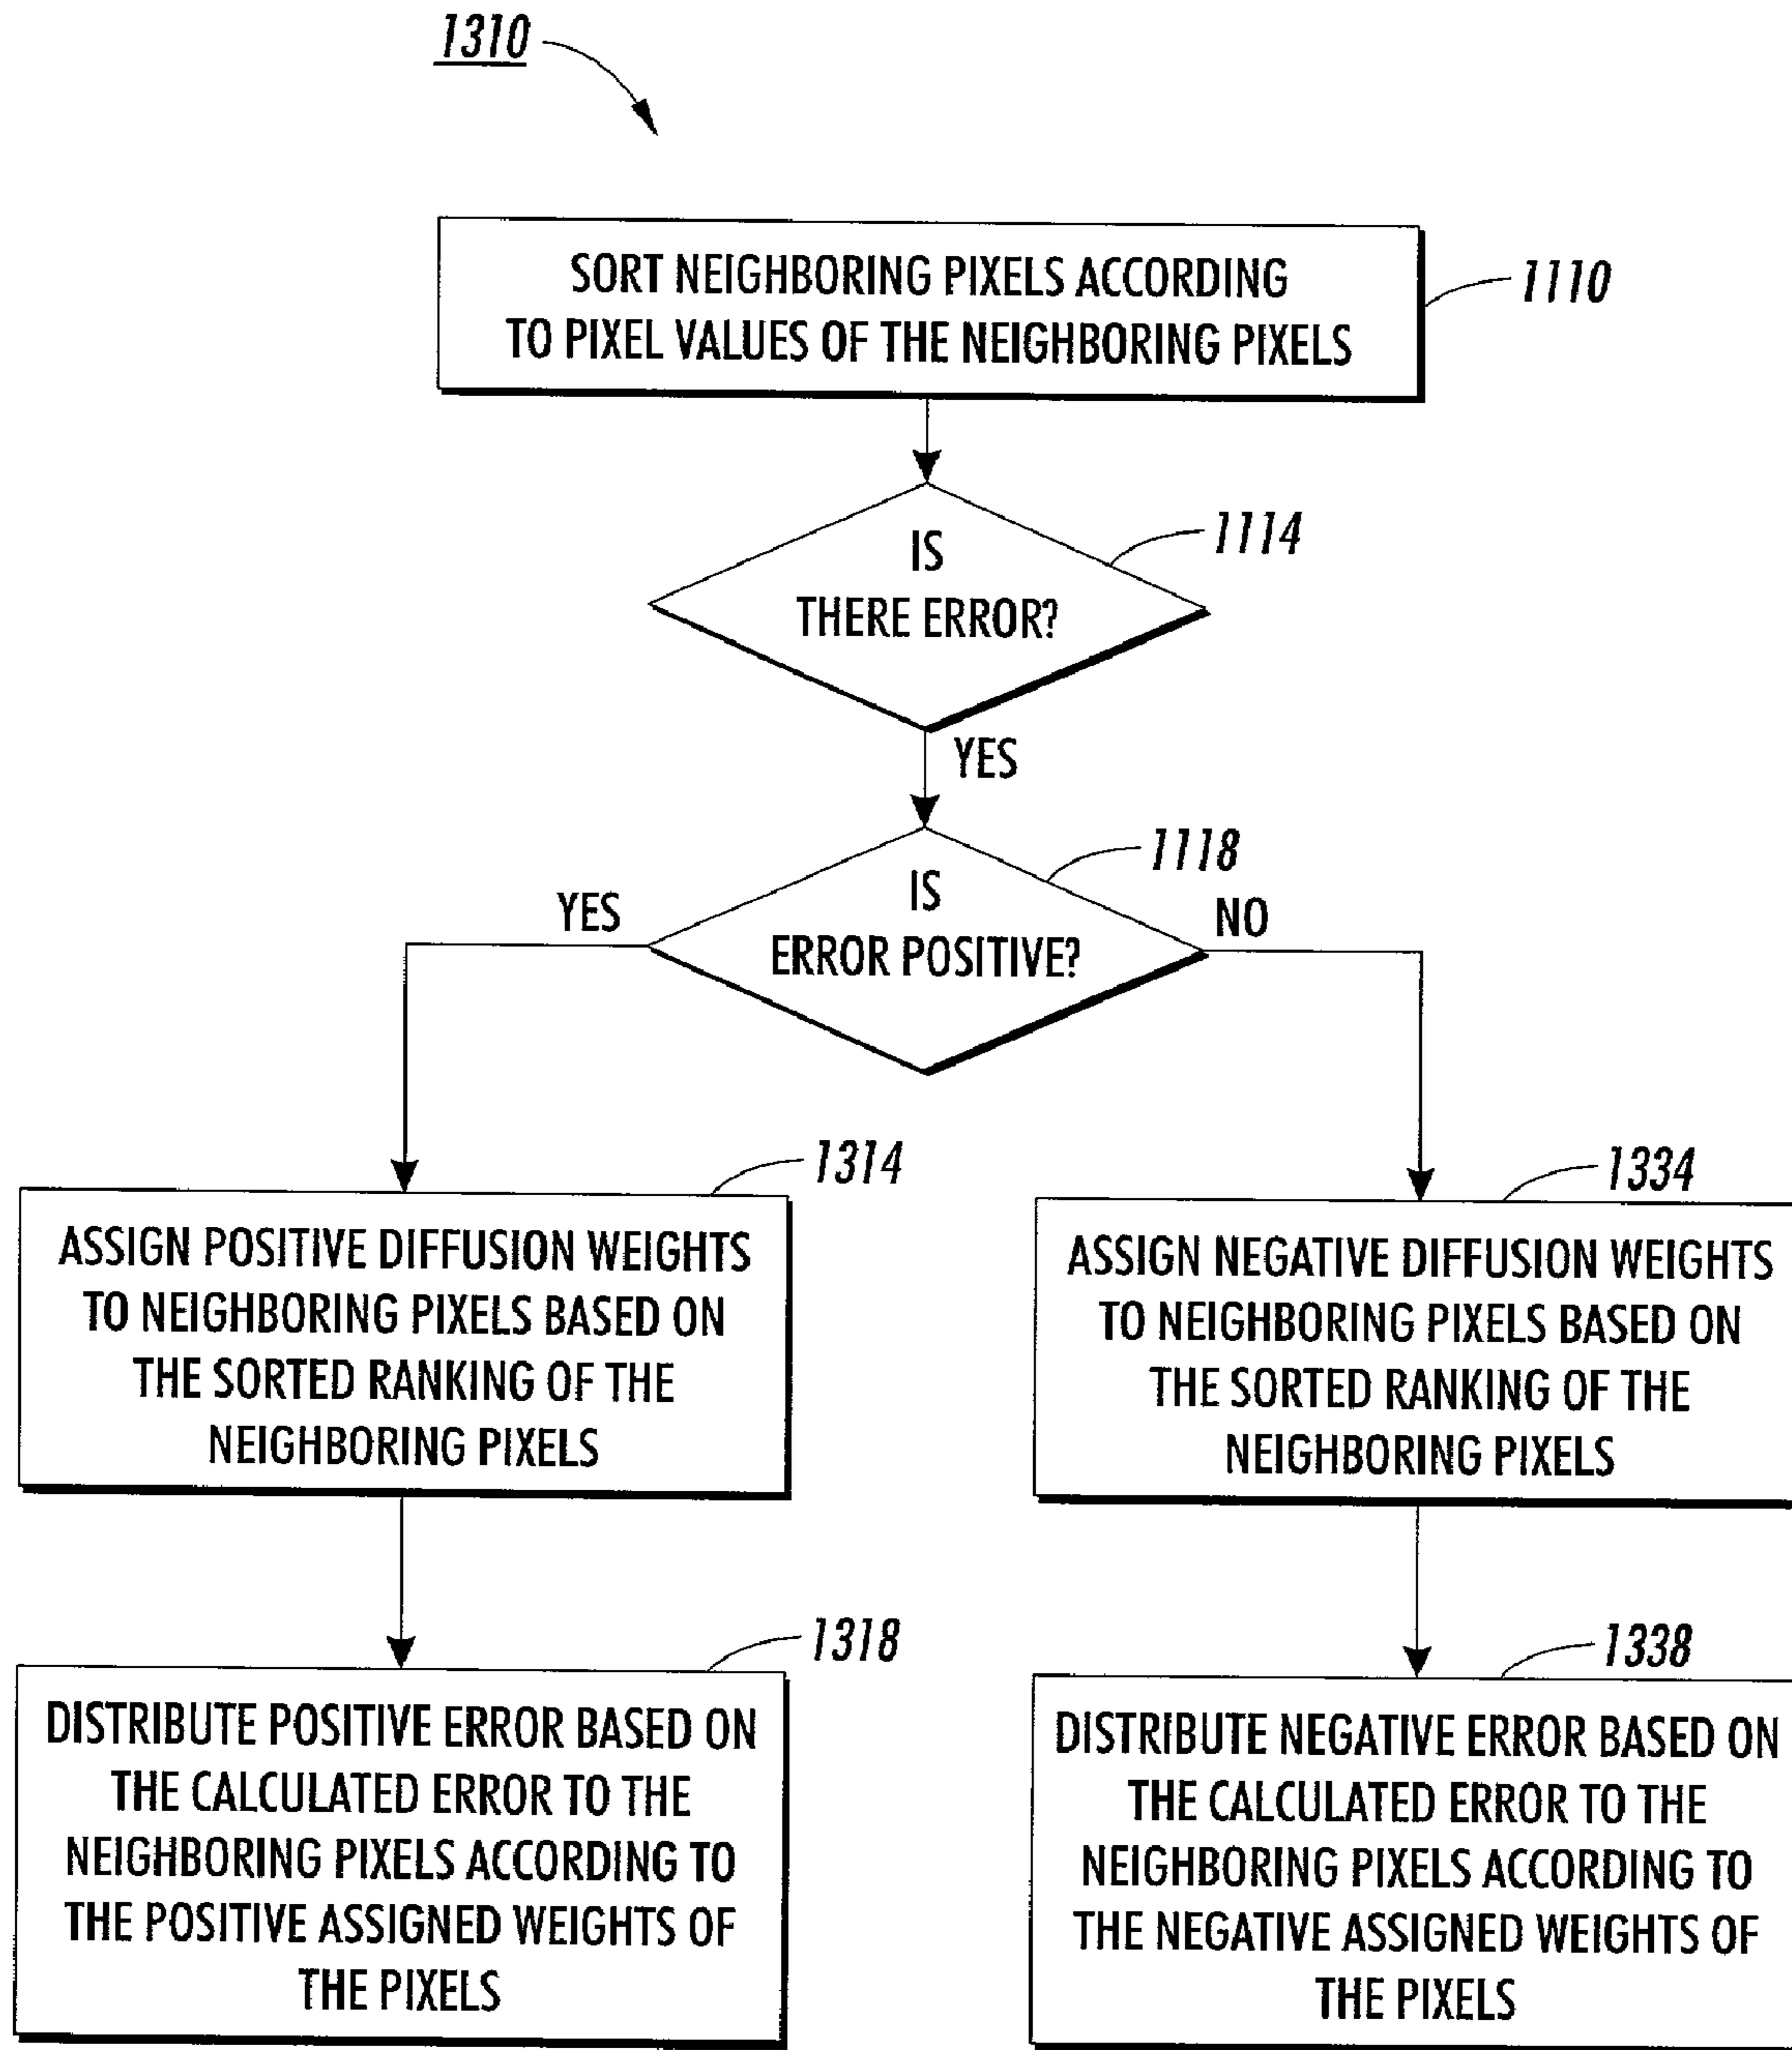 1310
SORT NEIGHBORING PIXELS ACCORDING
TO PIXEL VALUES OF THE NEIGHBORING PIXELS
1110
IS
THERE ERROR?
1114
YES
IS
ERROR POSITIVE?
1118
YES
NO
1314
ASSIGN POSITIVE DIFFUSION WEIGHTS
TO NEIGHBORING PIXELS BASED ON
THE SORTED RANKING OF THE
NEIGHBORING PIXELS
1334
ASSIGN NEGATIVE DIFFUSION WEIGHTS
TO NEIGHBORING PIXELS BASED ON
THE SORTED RANKING OF THE
NEIGHBORING PIXELS
1318
DISTRIBUTE POSITIVE ERROR BASED ON
THE CALCULATED ERROR TO THE
NEIGHBORING PIXELS ACCORDING TO
THE POSITIVE ASSIGNED WEIGHTS OF
THE PIXELS
1338
DISTRIBUTE NEGATIVE ERROR BASED ON
THE CALCULATED ERROR TO THE
NEIGHBORING PIXELS ACCORDING TO
THE NEGATIVE ASSIGNED WEIGHTS OF
THE PIXELS